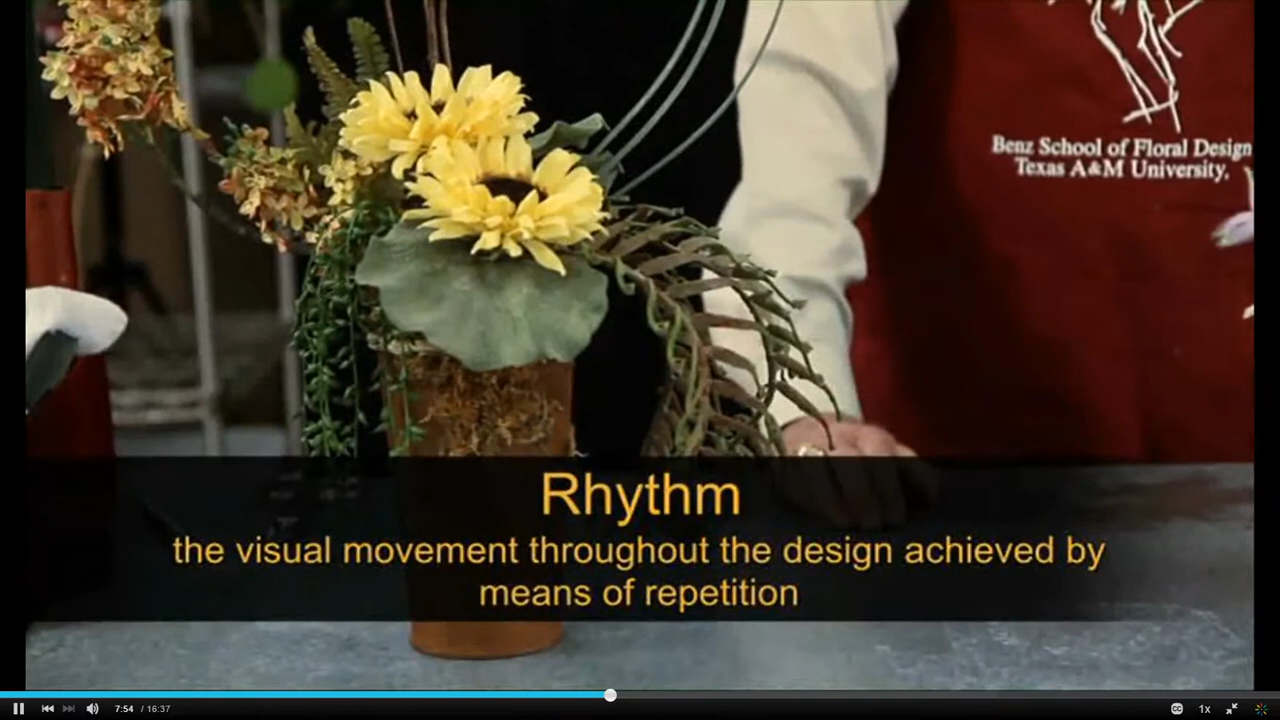 Benz School of Floral Design
Texas A&M University,
Rhythm
the visual movement throughout the design achieved by
means of repetition
7:54 / 16:37
CC
1x